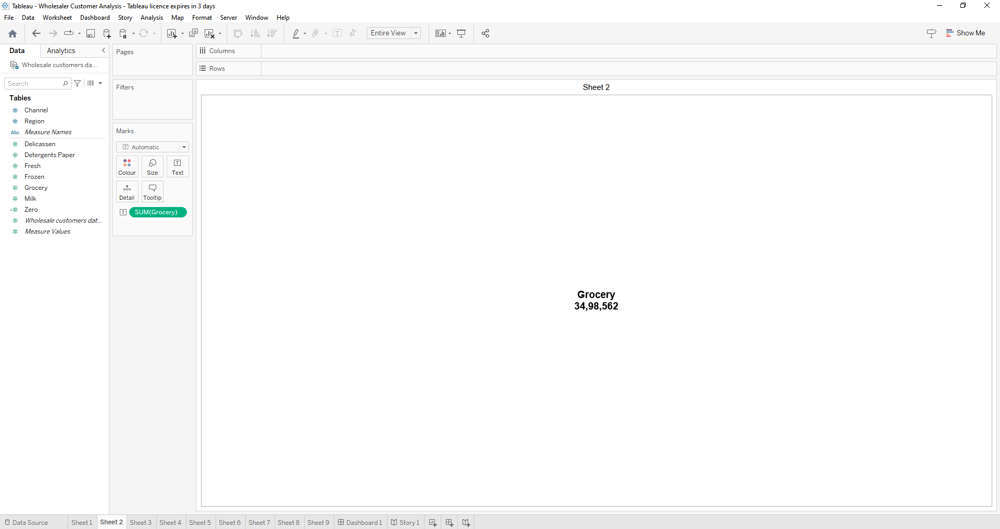 Tableau - Wholesaler Customer Analysis - Tableau licence expires in 3 days
File Data Worksheet Dashboard Story Analysis Map Format Server Window Help
Entire View
Show Me
Data Analytics
Wholesale customers da...
Search
Tables
Channel
Region
Abc Measure Names
Delicassen
Detergents Paper
Fresh
Frozen
Grocery
Milk
Zero
Wholesale customers dat...
Measure Values
Pages
Filters
Marks
Automatic
Colour Size Text
Detail Tooltip
SUM(Grocery)
Columns
Rows
Sheet 2
Grocery
34,98,562
Data Source Sheet 1 Sheet 2 Sheet 3 Sheet 4 Sheet 5 Sheet 6 Sheet 7 Sheet 8 Sheet 9 Dashboard 1 Story 1